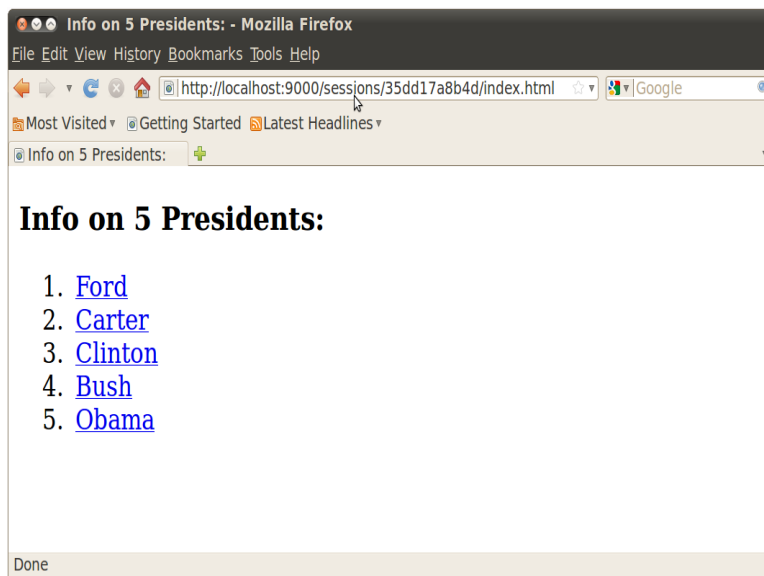 Info on 5 Presidents: - Mozilla Firefox
File Edit View History Bookmarks Tools Help
http://localhost:9000/sessions/35dd17a8b4d/index.html Google
Most Visited Getting Started Latest Headlines
Info on 5 Presidents:
Info on 5 Presidents:
1. Ford
2. Carter
3. Clinton
4. Bush
5. Obama
Done